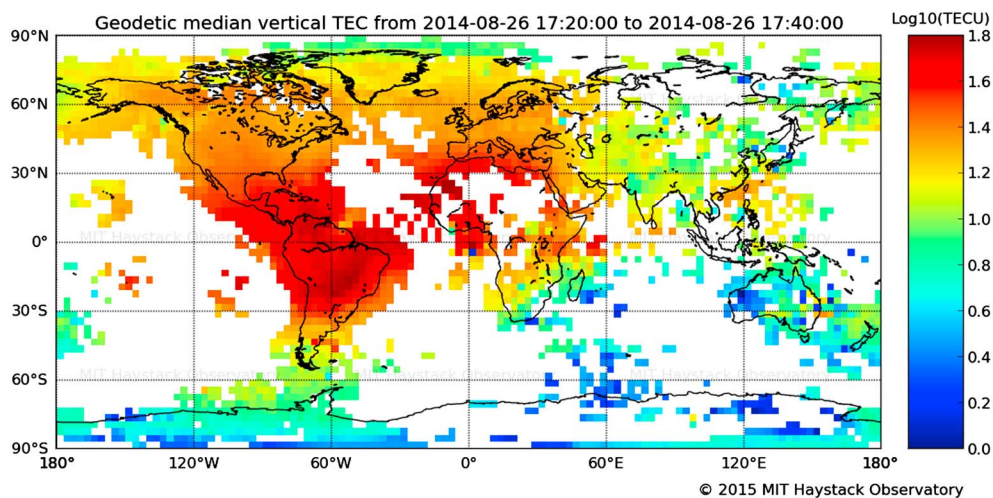 Geodetic median vertical TEC from 2014-08-26 17:20:00 to 2014-08-26 17:40:00
Log10(TECU)
90°N
60°N
30°N
0°
30°S
60°S
90°S
180°
120°W
60°W
0°
60°E
120°E
180°
1.8
1.6
1.4
1.2
1.0
0.8
0.6
0.4
0.2
0.0
MIT Haystack Observatory
MIT Haystack Observatory
MIT Haystack Observatory
MIT Haystack Observatory
© 2015 MIT Haystack Observatory